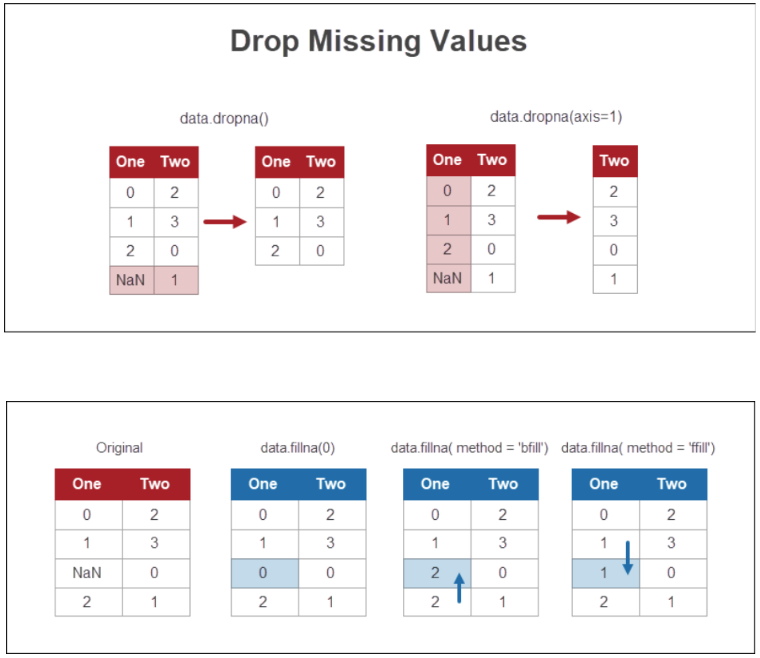 Drop Missing Values
data.dropna()
data.dropna(axis=1)
One Two
0 2
1 3
2 0
NaN 1
One Two
0 2
1 3
2 0
One Two
0 2
1 3
2 0
NaN 1
Two
2
3
0
1
Original
One Two
0 2
1 3
NaN 0
2 1
data.fillna(0)
One Two
0 2
1 3
0 0
2 1
data.fillna( method = 'bfill')
One Two
0 2
1 3
2 0
2 1
data.fillna( method = 'ffill')
One Two
0 2
1 3
1 0
2 1